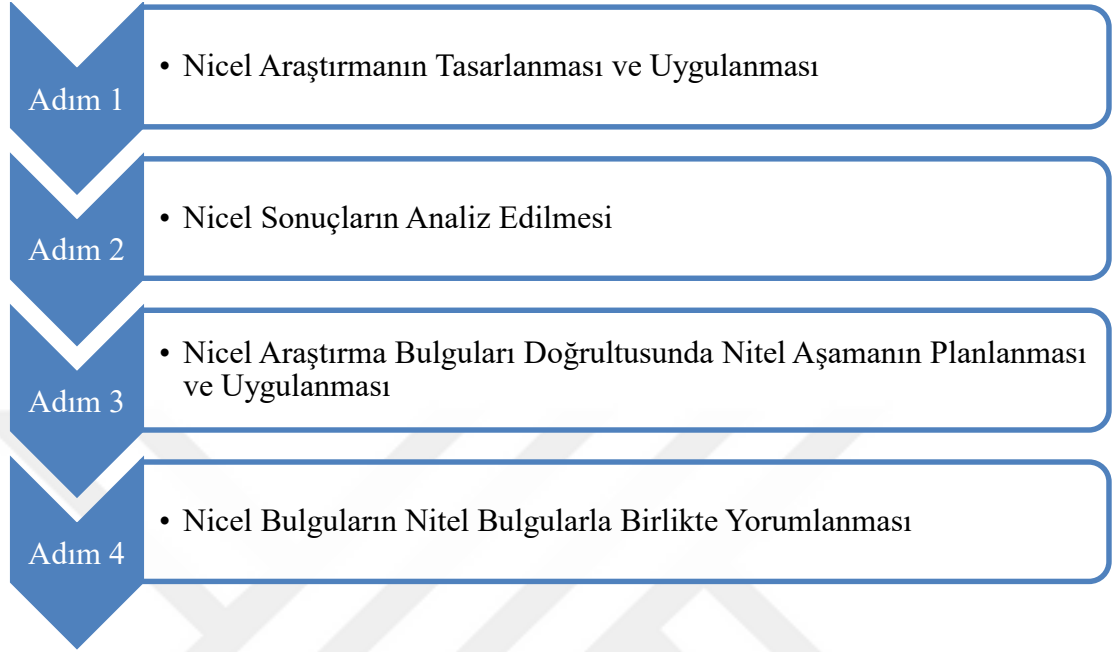 Adım 1
• Nicel Araştırmanın Tasarlanması ve Uygulanması
Adım 2
• Nicel Sonuçların Analiz Edilmesi
Adım 3
• Nicel Araştırma Bulguları Doğrultusunda Nitel Aşamanın Planlanması
ve Uygulanması
Adım 4
• Nicel Bulguların Nitel Bulgularla Birlikte Yorumlanması